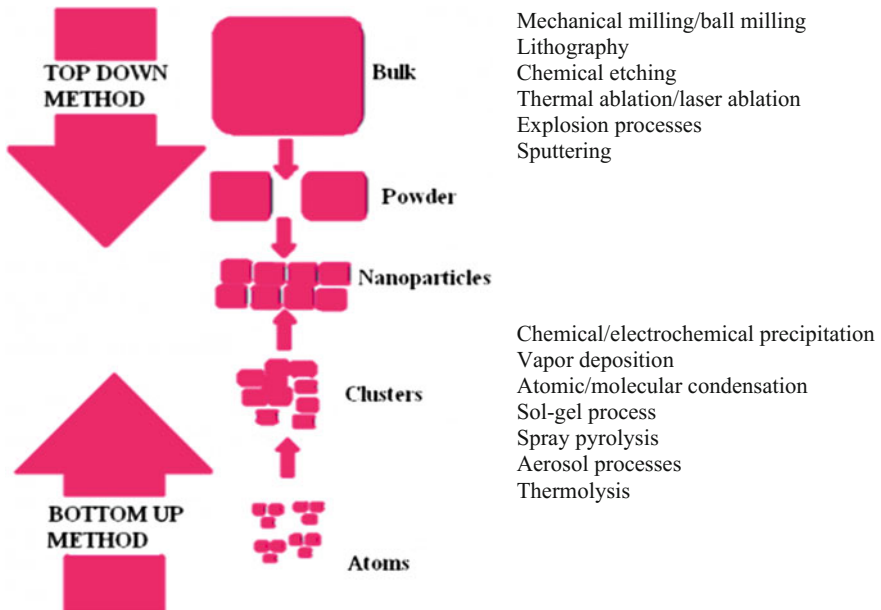 TOP DOWN
METHOD
Bulk
Powder
Nanoparticles
Clusters
Atoms
BOTTOM UP
METHOD
Mechanical milling/ball milling
Lithography
Chemical etching
Thermal ablation/laser ablation
Explosion processes
Sputtering
Chemical/electrochemical precipitation
Vapor deposition
Atomic/molecular condensation
Sol-gel process
Spray pyrolysis
Aerosol processes
Thermolysis